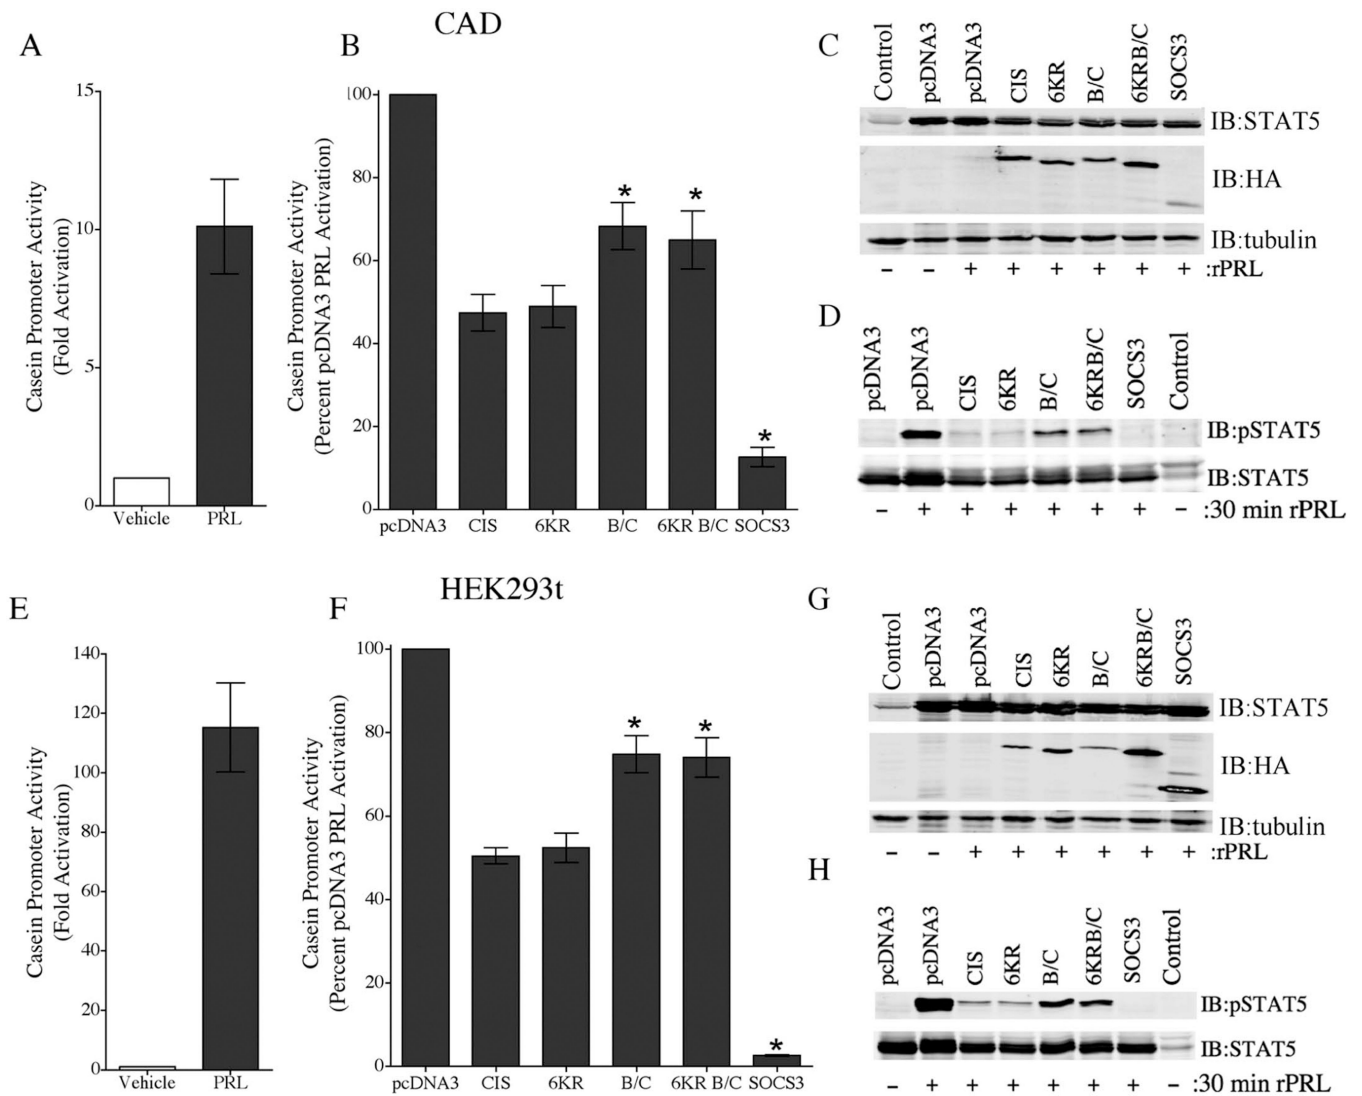 CAD
A
Casein Promoter Activity
(Fold Activation)
15
10
5
0
Vehicle PRL
B
Casein Promoter Activity
(Percent pcDNA3 PRL Activation)
100
80
60
40
20
0
* * *
pcDNA3 CIS 6KR B/C 6KR B/C SOCS3
C
Control pcDNA3 pcDNA3 CIS 6KR B/C 6KRB/C SOCS3
IB:STAT5
IB:HA
IB:tubulin
– – + + + + + + :rPRL
D
pcDNA3 pcDNA3 CIS 6KR B/C 6KRB/C SOCS3 Control
IB:pSTAT5
IB:STAT5
– + + + + + + – :30 min rPRL
HEK293t
E
Casein Promoter Activity
(Fold Activation)
140
120
100
80
60
40
20
0
Vehicle PRL
F
Casein Promoter Activity
(Percent pcDNA3 PRL Activation)
100
80
60
40
20
0
* * *
pcDNA3 CIS 6KR B/C 6KR B/C SOCS3
G
Control pcDNA3 pcDNA3 CIS 6KR B/C 6KRB/C SOCS3
IB:STAT5
IB:HA
IB:tubulin
– – + + + + + + :rPRL
H
pcDNA3 pcDNA3 CIS 6KR B/C 6KRB/C SOCS3 Control
IB:pSTAT5
IB:STAT5
– + + + + + + – :30 min rPRL